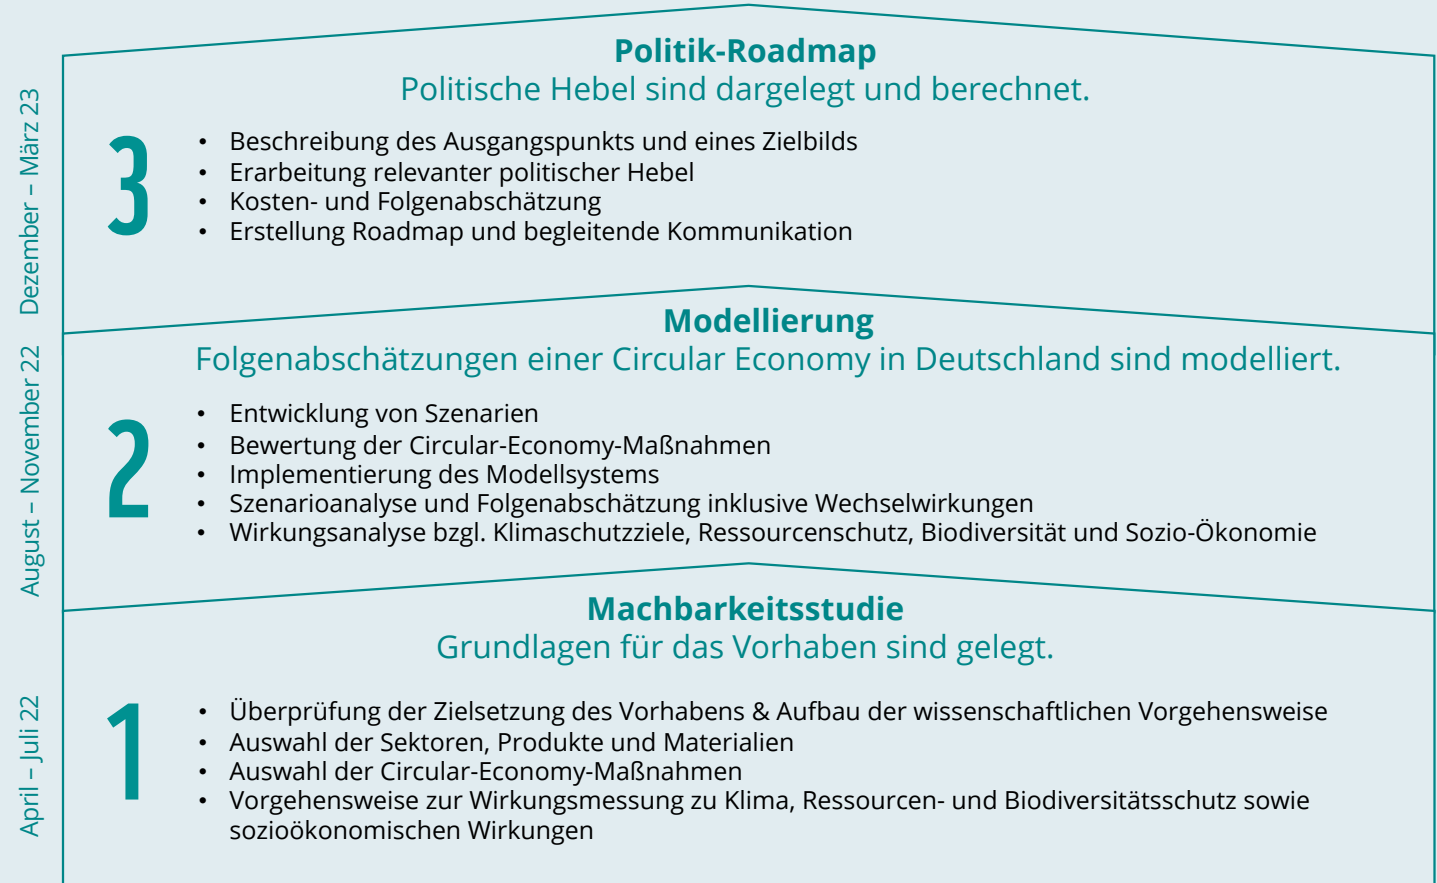 Politik-Roadmap
Politische Hebel sind dargelegt und berechnet.
Dezember – März 23
3
• Beschreibung des Ausgangspunkts und eines Zielbilds
• Erarbeitung relevanter politischer Hebel
• Kosten- und Folgenabschätzung
• Erstellung Roadmap und begleitende Kommunikation
Modellierung
Folgenabschätzungen einer Circular Economy in Deutschland sind modelliert.
August – November 22
2
• Entwicklung von Szenarien
• Bewertung der Circular-Economy-Maßnahmen
• Implementierung des Modellsystems
• Szenarioanalyse und Folgenabschätzung inklusive Wechselwirkungen
• Wirkungsanalyse bzgl. Klimaschutzziele, Ressourcenschutz, Biodiversität und Sozio-Ökonomie
Machbarkeitsstudie
Grundlagen für das Vorhaben sind gelegt.
April – Juli 22
1
• Überprüfung der Zielsetzung des Vorhabens & Aufbau der wissenschaftlichen Vorgehensweise
• Auswahl der Sektoren, Produkte und Materialien
• Auswahl der Circular-Economy-Maßnahmen
• Vorgehensweise zur Wirkungsmessung zu Klima, Ressourcen- und Biodiversitätsschutz sowie
sozioökonomischen Wirkungen